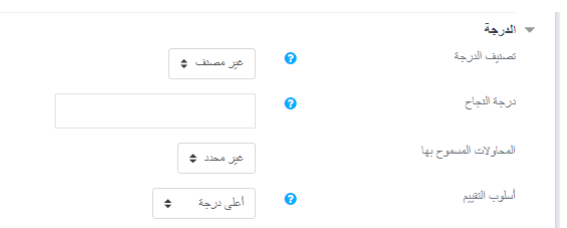 الدرجة
تصنيف الدرجة
غير مصنف
درجة النجاح
المحاولات المسموح بها
غير محدد
أسلوب التقييم
أعلى درجة